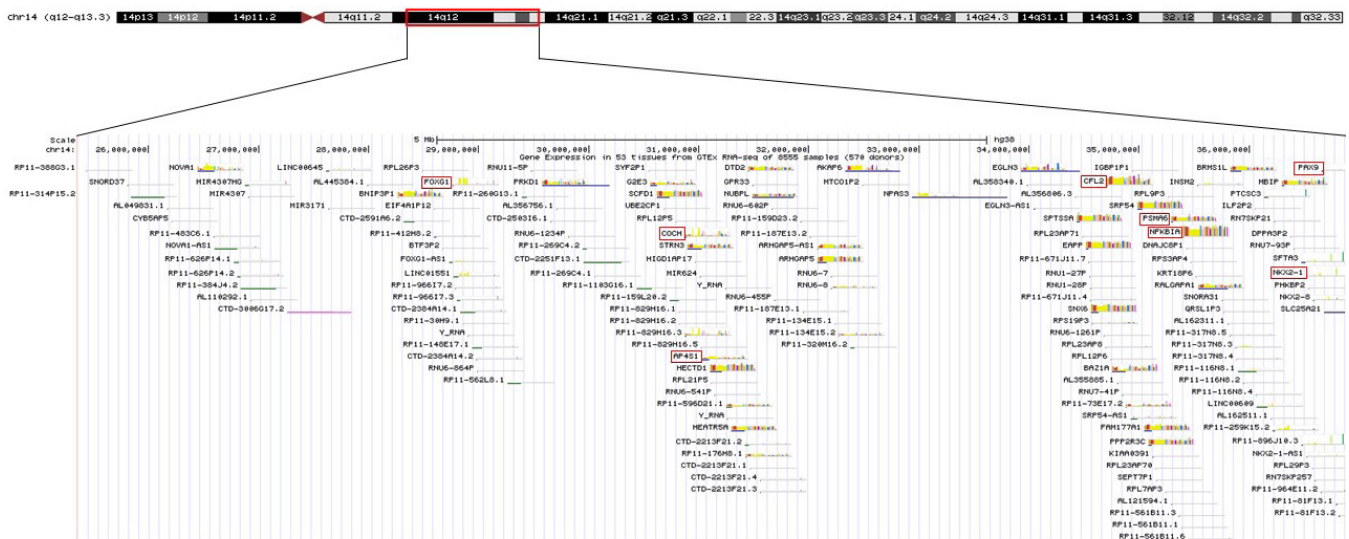 chr14 (q12-q13.3) 14p13 14p12 14p11.2 14q11.2 14q12 14q21.1 14q21.2 q21.3 q22.1 22.3 14q23.1 q23.2 q23.3 24.1 q24.2 14q24.3 14q31.1 14q31.3 32.12 14q32.2 q32.33
Scale 5 Mb hg38
chr14: 26,000,000 27,000,000 28,000,000 29,000,000 30,000,000 31,000,000 32,000,000 33,000,000 34,000,000 35,000,000 36,000,000
Gene Expression in 53 tissues from GTEx RNA-seq of 8555 samples (570 donors)
RP11-388G3.1 NOVA1 LINC00645 RPL26P3 RNU11-5P SYF2P1 DTD2 AKAP6 EGLN3 IGBP1P1 BRMS1L PAX9
SNORD37 MIR4307HG AL445384.1 FOXG1 PRKD1 G2E3 GPR33 MTCO1P2 AL358340.1 CFL2 INSM2 MBIP
RP11-314P15.2 MIR4307 BNIP3P1 RP11-260G13.1 SCFD1 NUBPL NPAS3 AL356806.3 RPL9P3 PTCSC3
AL049831.1 MIR3171 EIF4A1P12 AL356756.1 UBE2CP1 RNU6-602P EGLN3-AS1 SRP54 ILF2P2
CYB5AP5 CTD-2591A6.2 CTD-2503I6.1 RPL12P5 RP11-159D23.2 SPTSSA PSMA6 RN7SKP21
RP11-483C6.1 RP11-412H8.2 RNU6-1234P COCH RP11-187E13.2 RPL23AP71 NFKBIA DPPA3P2
NOVA1-AS1 BTF3P2 RP11-269C4.2 STRN3 ARHGAP5-AS1 EAPP DNAJC8P1 RNU7-93P
RP11-626P14.1 FOXG1-AS1 CTD-2251F13.1 HIGD1AP17 ARHGAP5 RP11-671J11.7 RPS3AP4 SFTA3
RP11-626P14.2 LINC01551 RP11-269C4.1 MIR624 RNU6-7 RNU1-27P KRT18P6 NKX2-1
RP11-384J4.2 RP11-966I7.2 RP11-1103G16.1 Y_RNA RNU6-8 RNU1-28P RALGAPA1 PHKBP2
AL110292.1 RP11-966I7.3 RP11-159L20.2 RNU6-455P RP11-671J11.4 SNORA31 NKX2-8
CTD-3006G17.2 CTD-2384A14.1 RP11-829H16.1 RP11-187E13.1 SNX6 QRSL1P3 SLC25A21
RP11-30H9.1 RP11-829H16.2 RP11-134E15.1 RPS19P3 AL162311.1
Y_RNA RP11-829H16.3 RP11-134E15.2 RNU6-1261P RP11-317N8.5
RP11-148E17.1 RP11-829H16.5 RP11-320M16.2 RPL23AP8 RP11-317N8.3
CTD-2384A14.2 AP4S1 RPL12P6 RP11-317N8.4
RNU6-864P HECTD1 BAZ1A RP11-116N8.1
RP11-562L8.1 RPL21P5 AL355885.1 RP11-116N8.2
RNU6-541P RNU7-41P RP11-116N8.4
RP11-596D21.1 RP11-73E17.2 LINC00609
Y_RNA SRP54-AS1 AL162511.1
HEATR5A FAM177A1 RP11-259K15.2
CTD-2213F21.2 PPP2R3C RP11-896J10.3
RP11-176H8.1 KIAA0391 NKX2-1-AS1
CTD-2213F21.1 RPL23AP70 RPL29P3
CTD-2213F21.4 SEPT7P1 RN7SKP257
CTD-2213F21.3 RPL7AP3 RP11-964E11.2
AL121594.1 RP11-81F13.1
RP11-561B11.3 RP11-81F13.2
RP11-561B11.1
RP11-561B11.6